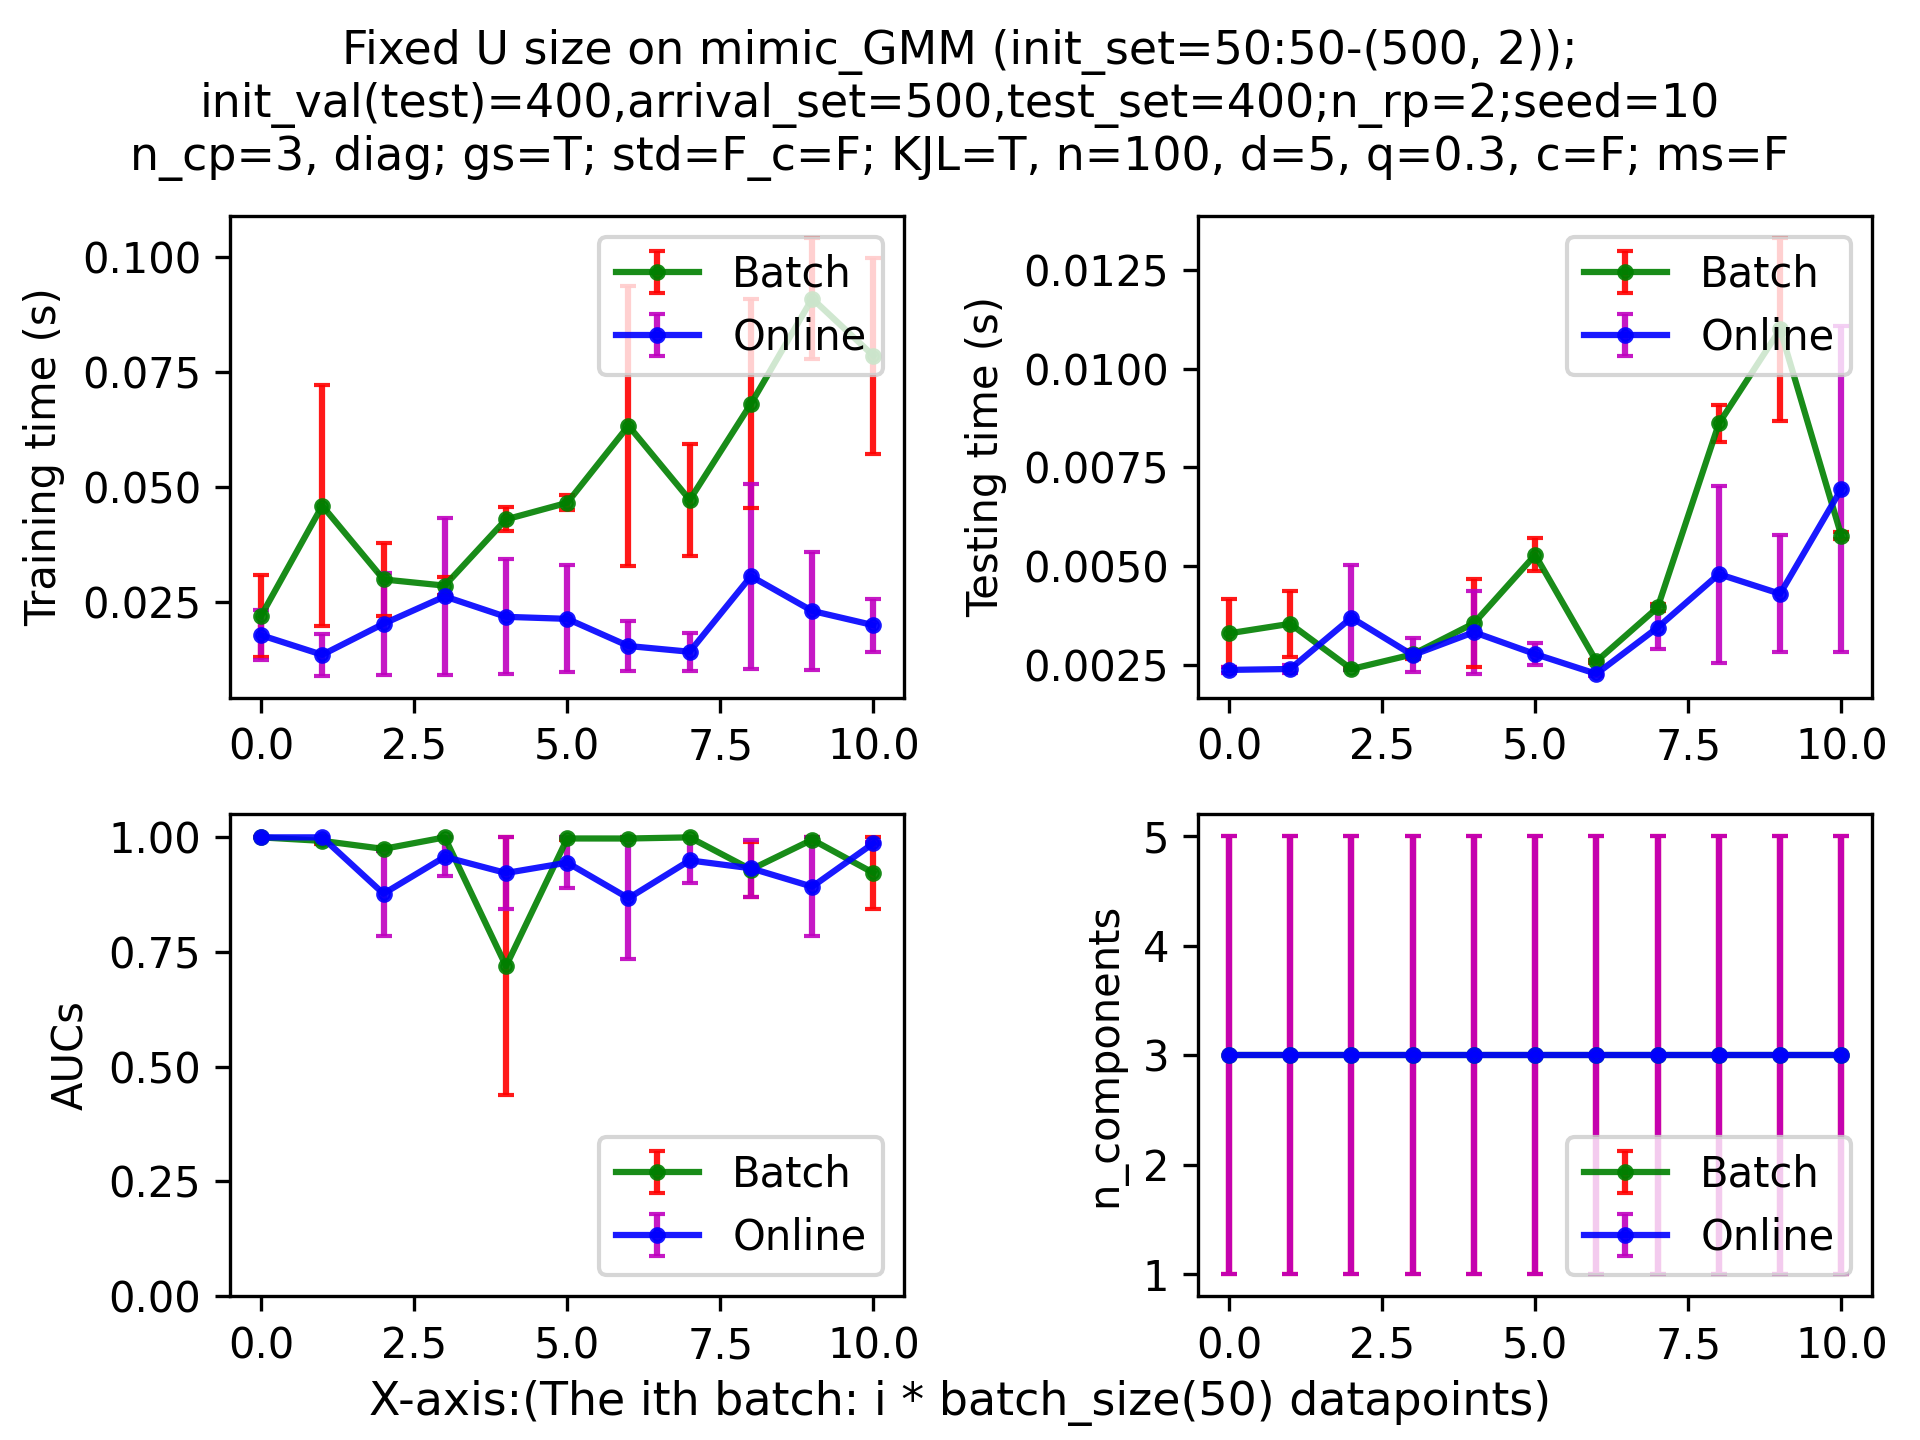 Fixed U size on mimic_GMM (init_set=50:50-(500, 2));
init_val(test)=400,arrival_set=500,test_set=400;n_rp=2;seed=10
n_cp=3, diag; gs=T; std=F_c=F; KJL=T, n=100, d=5, q=0.3, c=F; ms=F
Training time (s)
0.100
0.075
0.050
0.025
0.0 2.5 5.0 7.5 10.0
Batch
Online
Testing time (s)
0.0125
0.0100
0.0075
0.0050
0.0025
0.0 2.5 5.0 7.5 10.0
Batch
Online
AUCs
1.00
0.75
0.50
0.25
0.00
0.0 2.5 5.0 7.5 10.0
Batch
Online
n_components
5
4
3
2
1
0.0 2.5 5.0 7.5 10.0
Batch
Online
X-axis:(The ith batch: i * batch_size(50) datapoints)